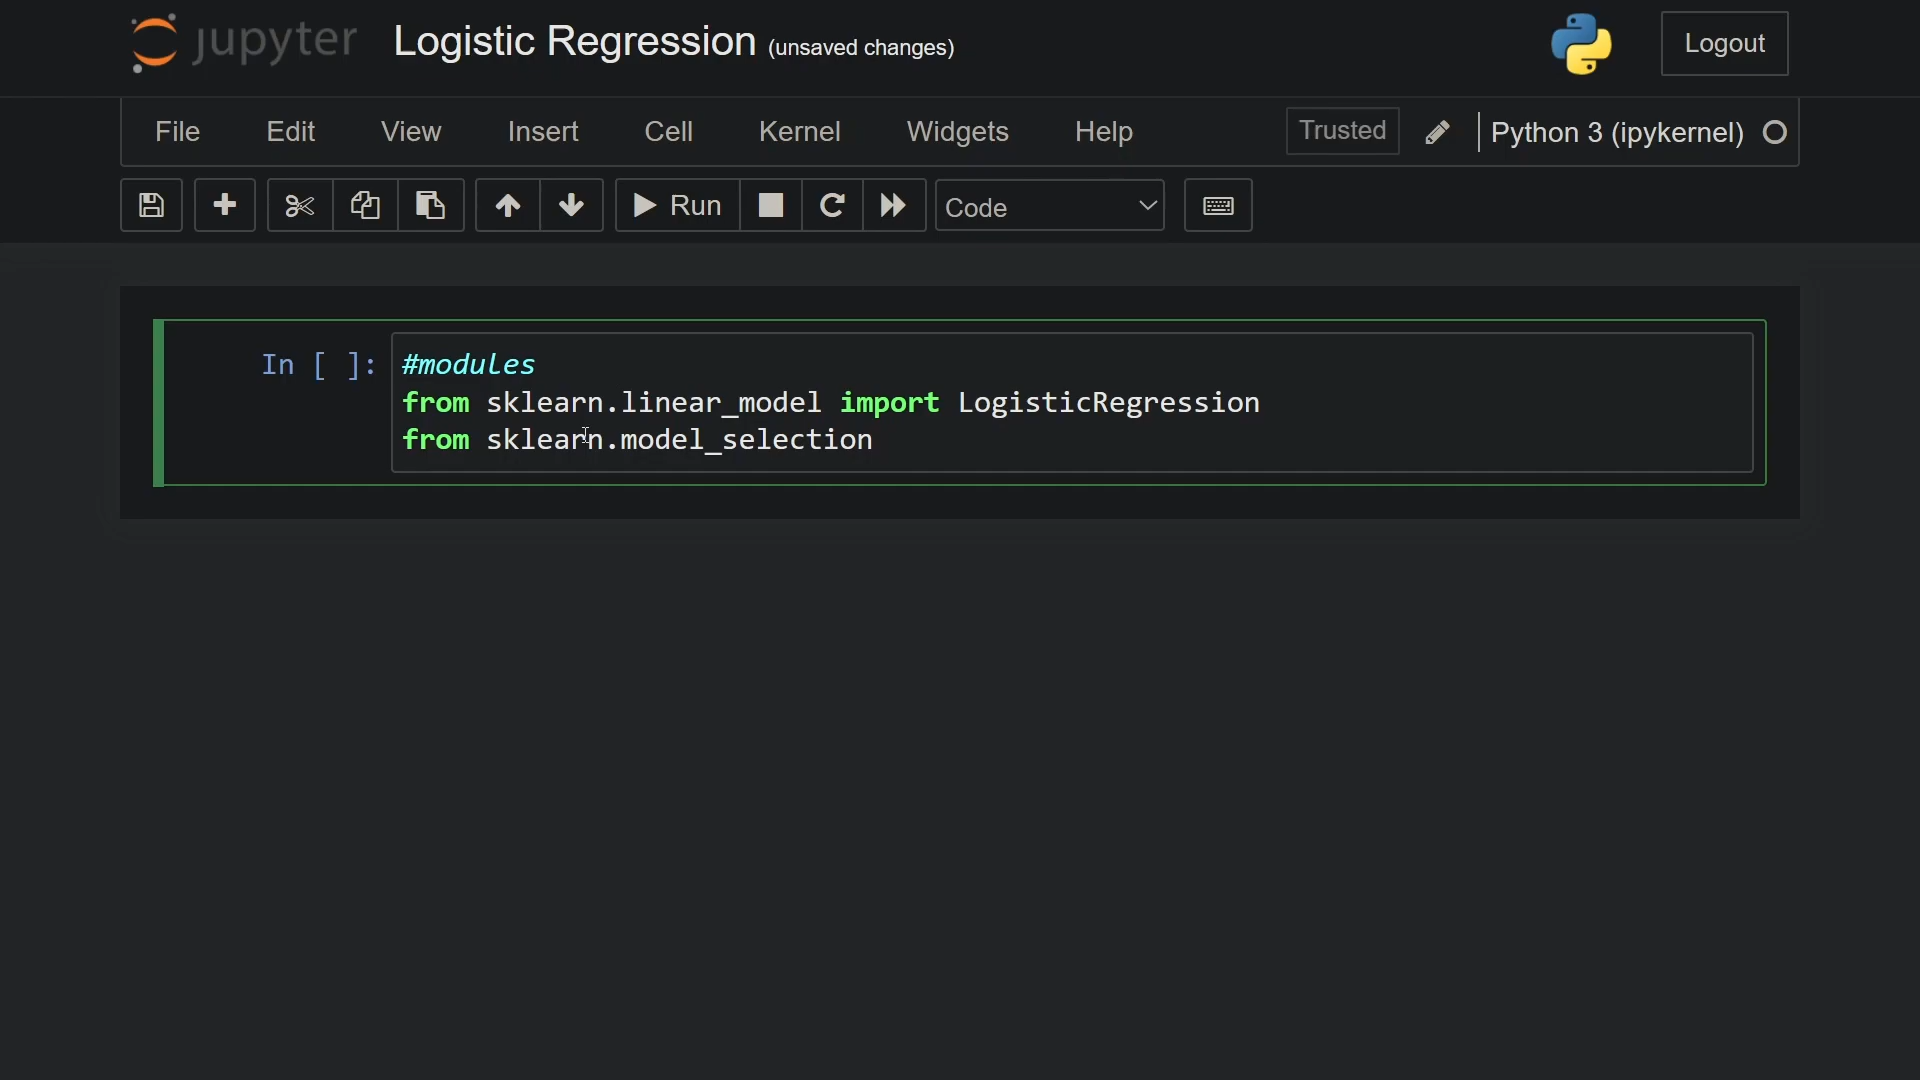 jupyter Logistic Regression (unsaved changes) Logout
File Edit View Insert Cell Kernel Widgets Help Trusted Python 3 (ipykernel)
Run Code
In [ ]: #modules
from sklearn.linear_model import LogisticRegression
from sklearn.model_selection